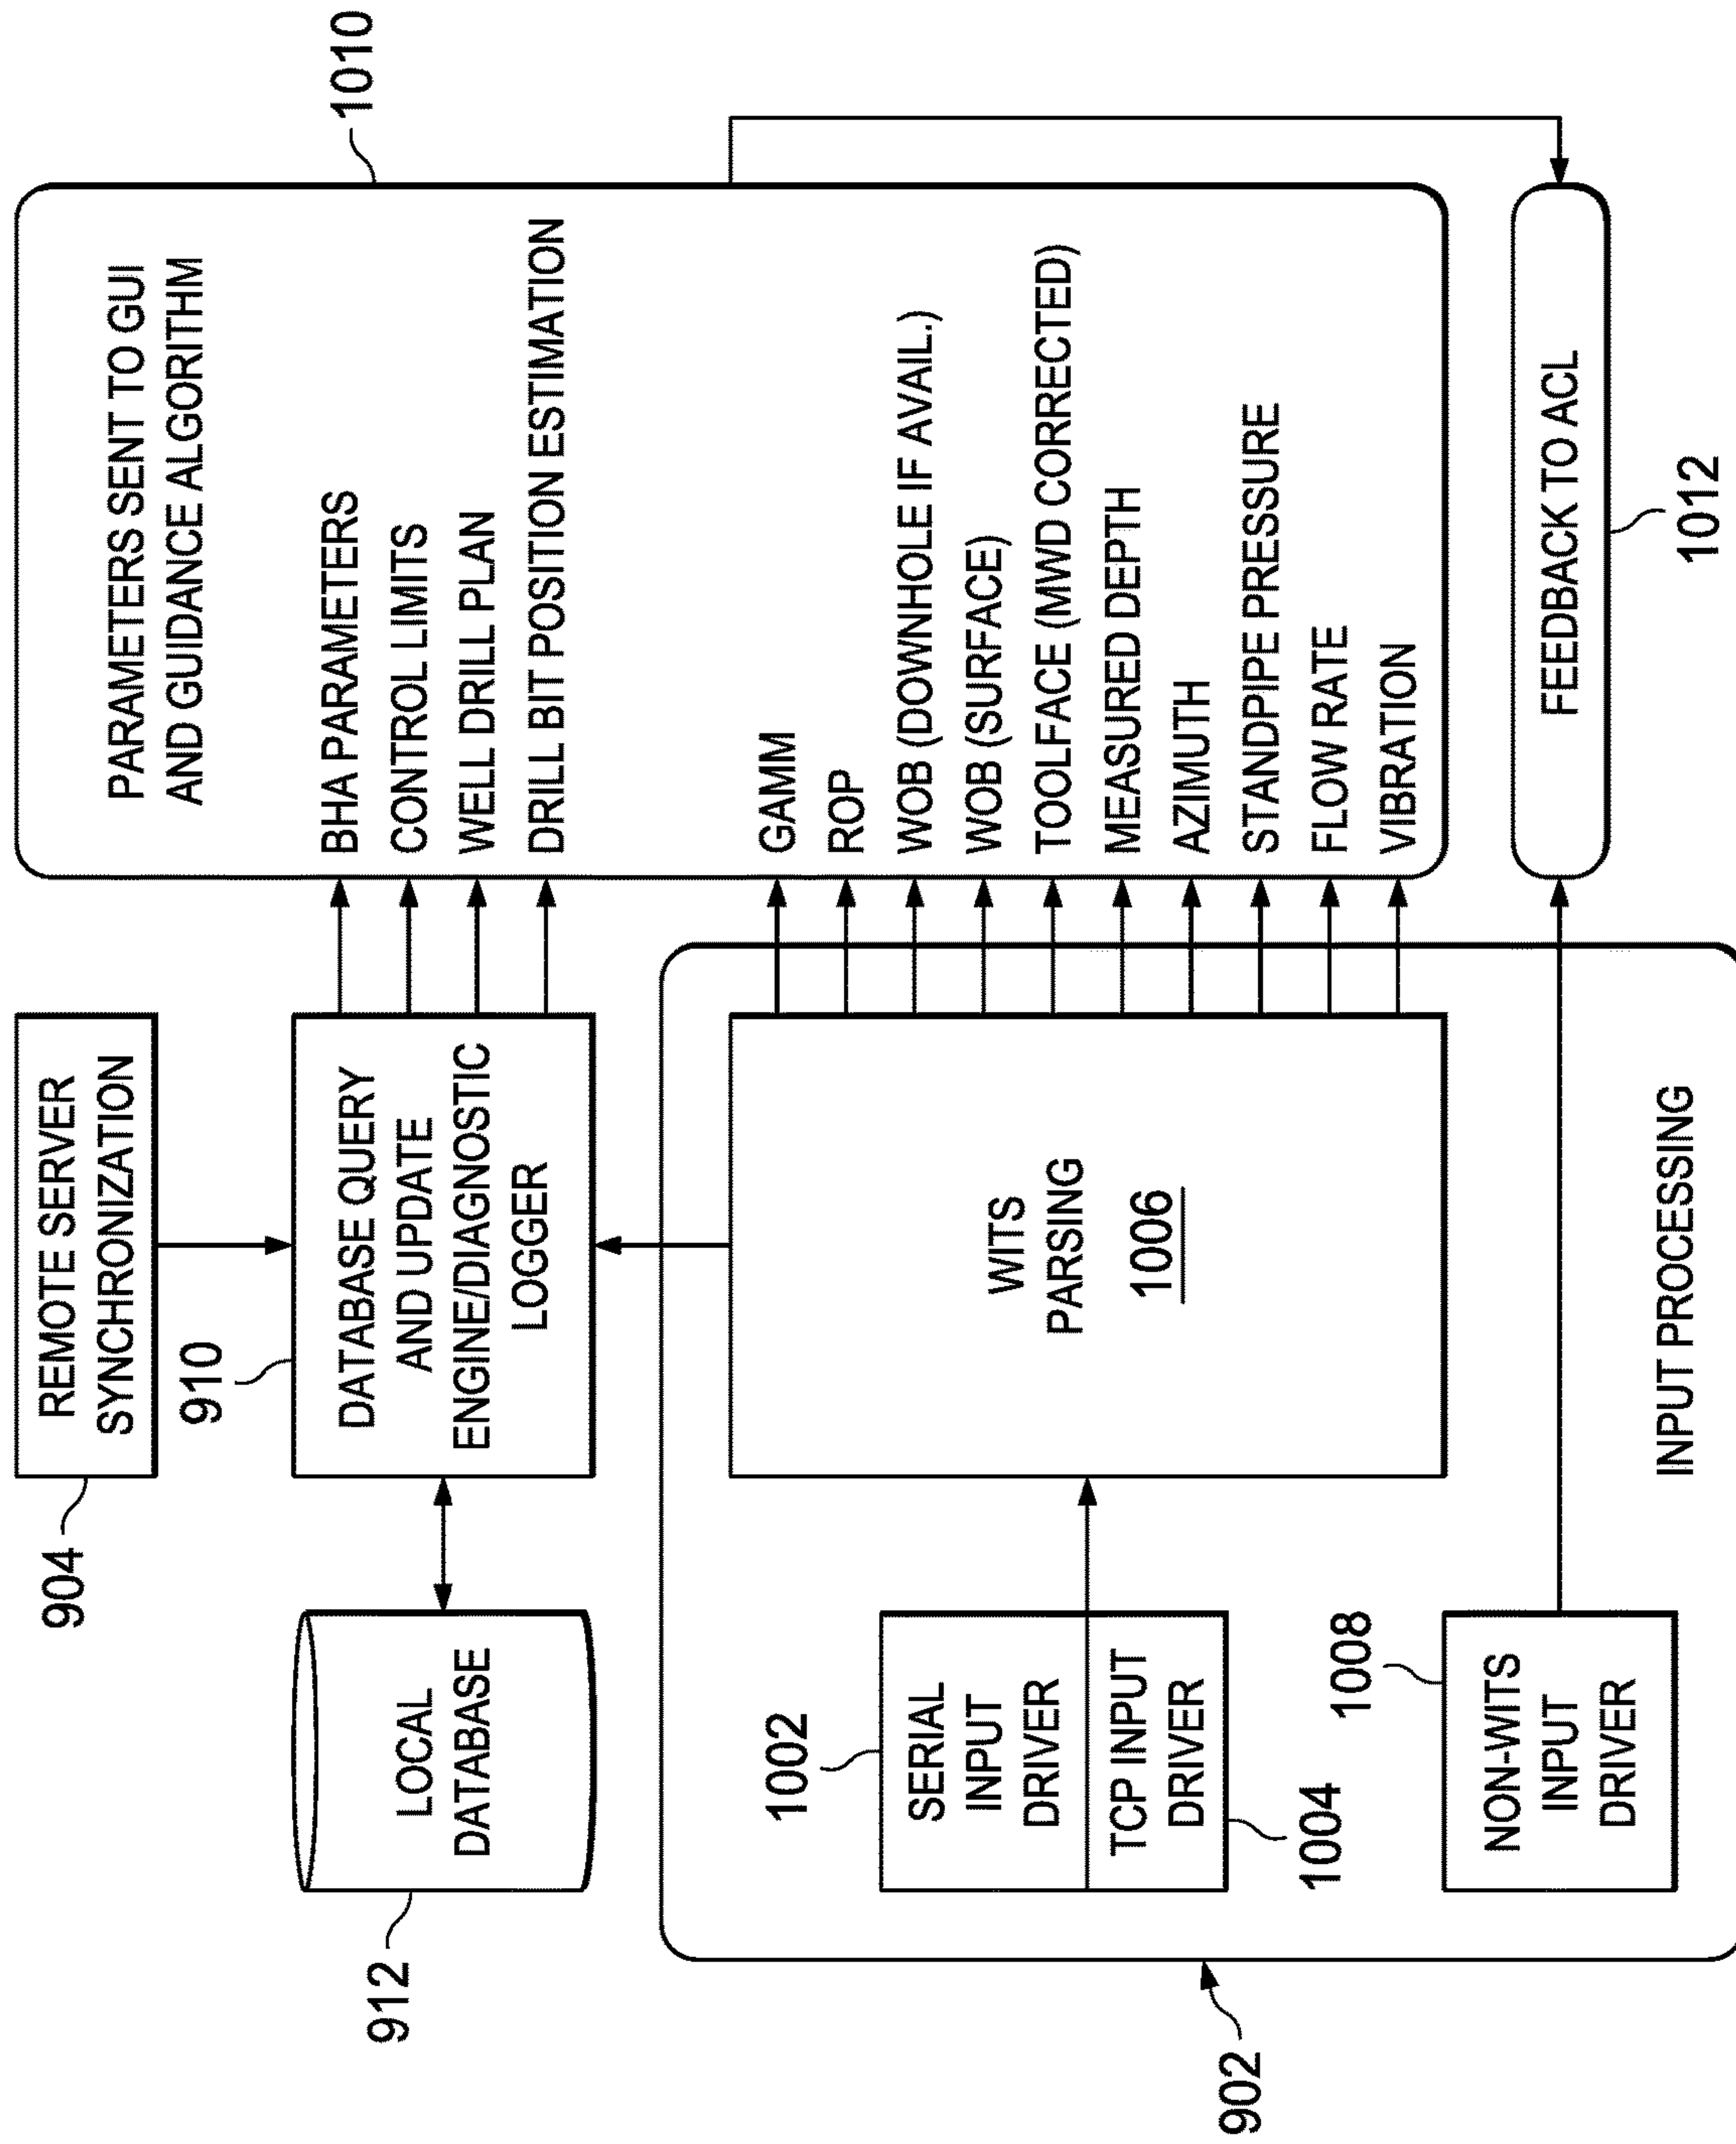 904
REMOTE SERVER
SYNCHRONIZATION
910
912
LOCAL
DATABASE
DATABASE QUERY
AND UPDATE
ENGINE/DIAGNOSTIC
LOGGER
PARAMETERS SENT TO GUI
AND GUIDANCE ALGORITHM
1010
BHA PARAMETERS
CONTROL LIMITS
WELL DRILL PLAN
DRILL BIT POSITION ESTIMATION
GAMM
ROP
WOB (DOWNHOLE IF AVAIL.)
WOB (SURFACE)
TOOLFACE (MWD CORRECTED)
MEASURED DEPTH
AZIMUTH
STANDPIPE PRESSURE
FLOW RATE
VIBRATION
902
1002
SERIAL
INPUT
DRIVER
TCP INPUT
DRIVER
1004
WITS
PARSING
1006
1008
NON-WITS
INPUT
DRIVER
INPUT PROCESSING
FEEDBACK TO ACL
1012